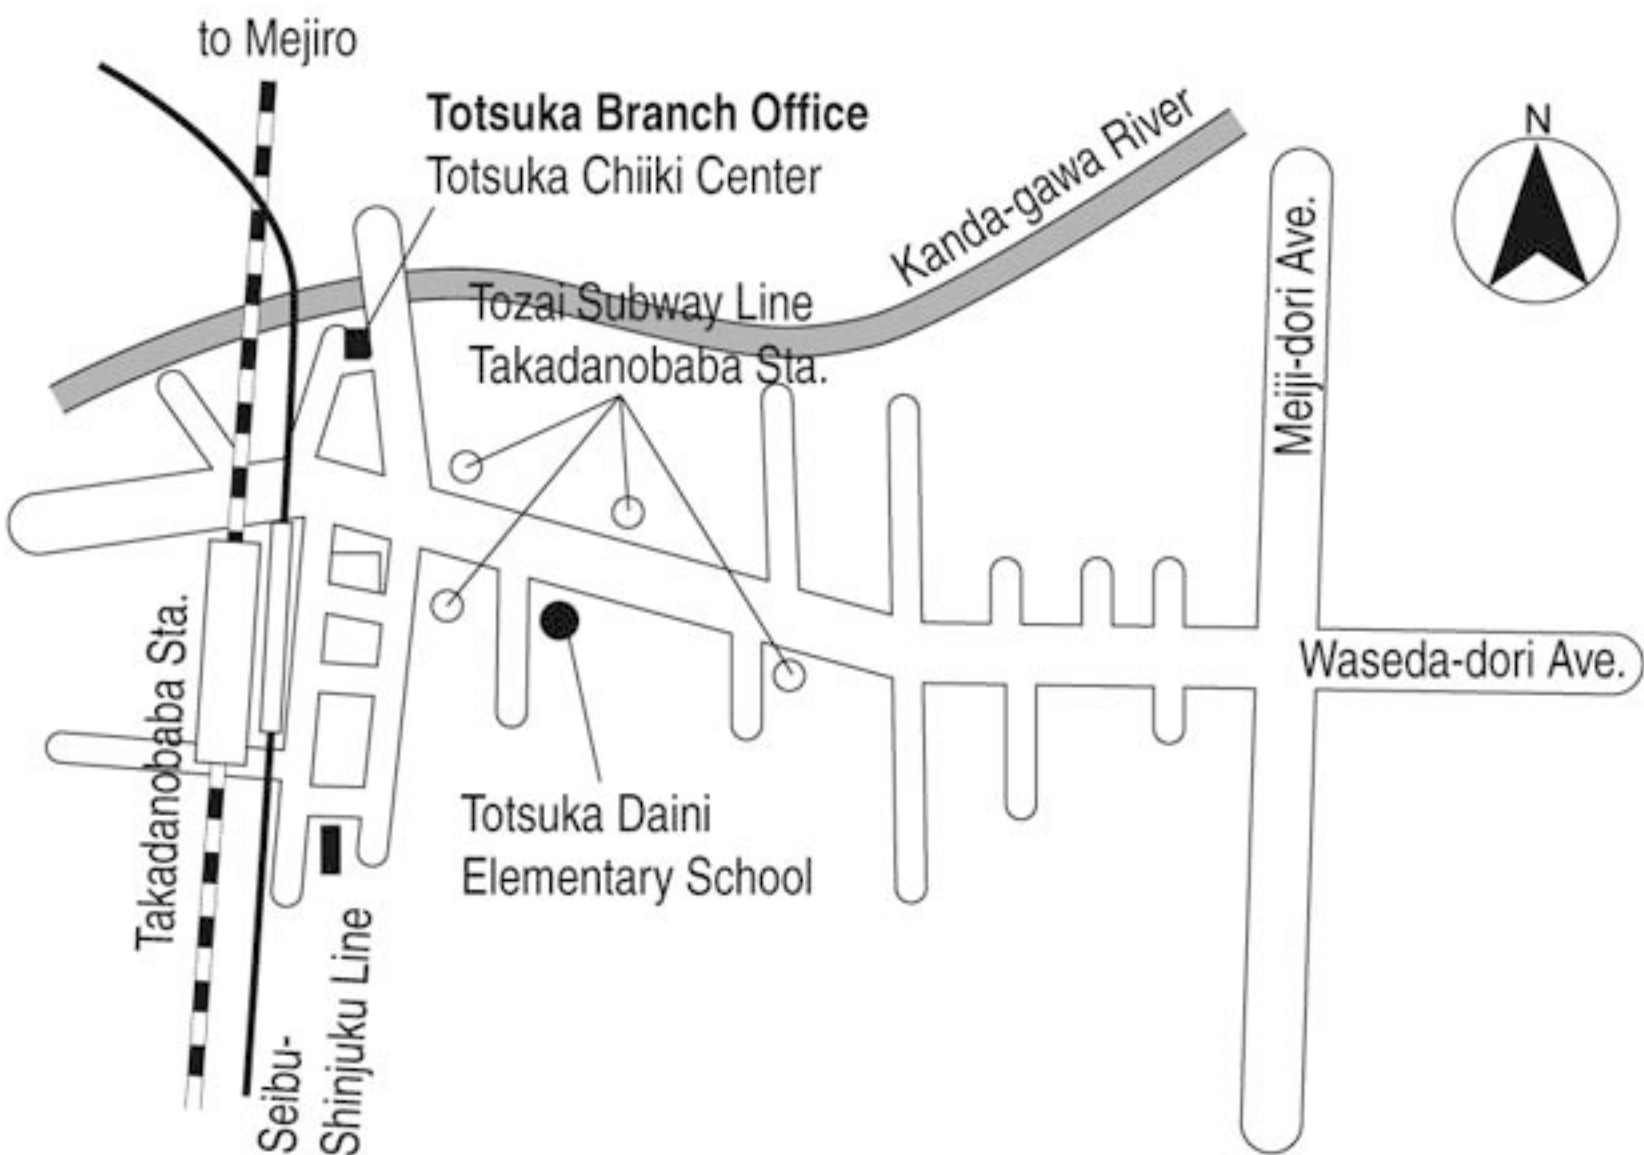 to Mejiro
Totsuka Branch Office
Totsuka Chiiki Center
Kanda-gawa River
N
Tozai Subway Line
Takadanobaba Sta.
Meiji-dori Ave.
Waseda-dori Ave.
Takadanobaba Sta.
Totsuka Daini
Elementary School
Seibu-
Shinjuku Line